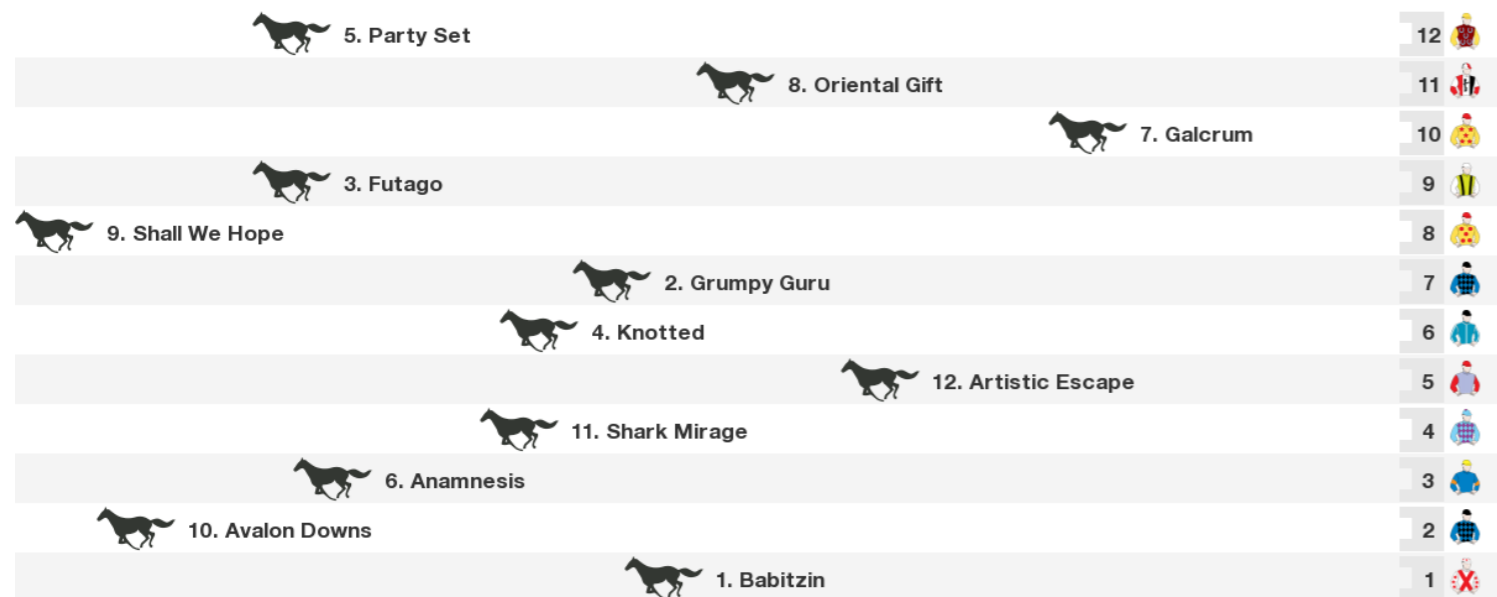 5. Party Set 12
8. Oriental Gift 11
7. Galcrum 10
3. Futago 9
9. Shall We Hope 8
2. Grumpy Guru 7
4. Knotted 6
12. Artistic Escape 5
11. Shark Mirage 4
6. Anamnesis 3
10. Avalon Downs 2
1. Babitzin 1